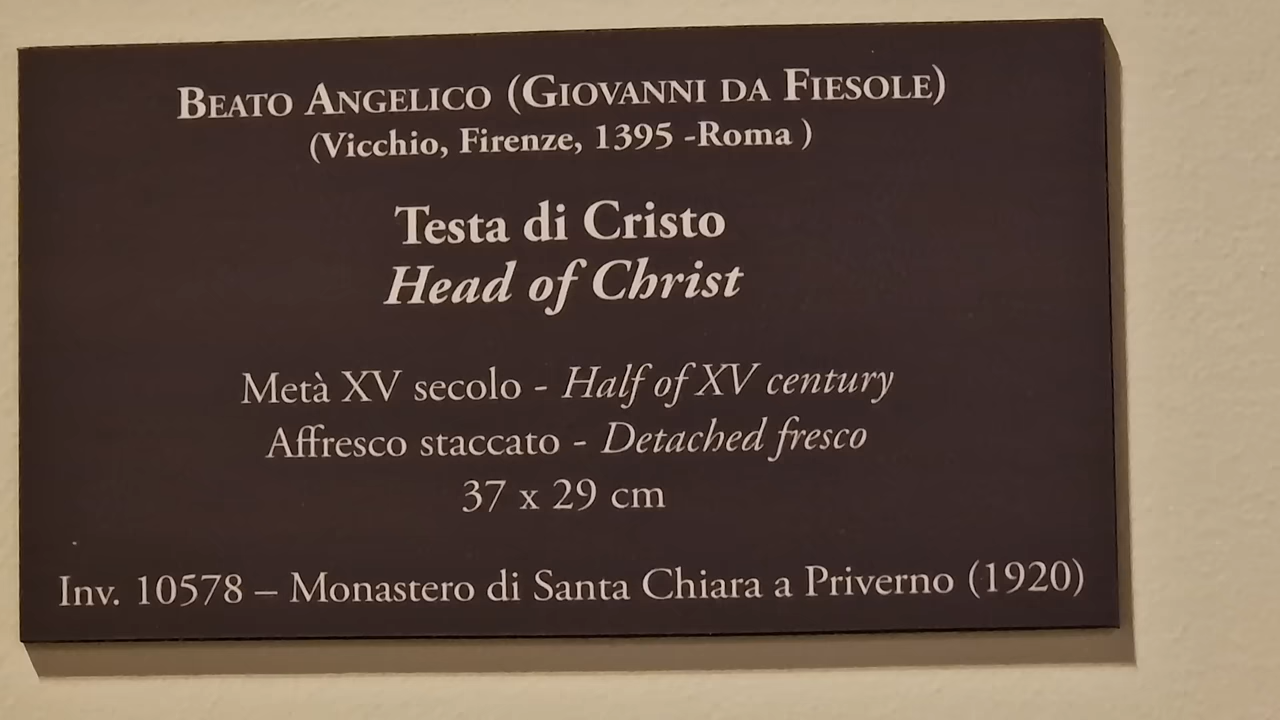 BEATO ANGELICO (GIOVANNI DA FIESOLE)
(Vicchio, Firenze, 1395 -Roma )
Testa di Cristo
Head of Christ
Metà XV secolo - Half of XV century
Affresco staccato - Detached fresco
37 x 29 cm
Inv. 10578 – Monastero di Santa Chiara a Priverno (1920)